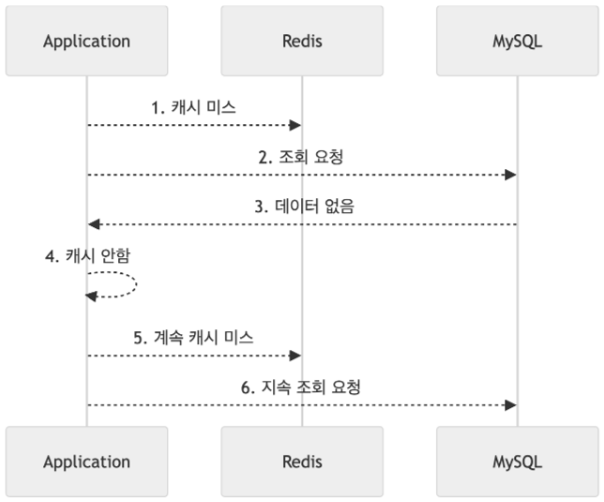 Application Redis MySQL
1. 캐시 미스
2. 조회 요청
3. 데이터 없음
4. 캐시 안함
5. 계속 캐시 미스
6. 지속 조회 요청
Application Redis MySQL